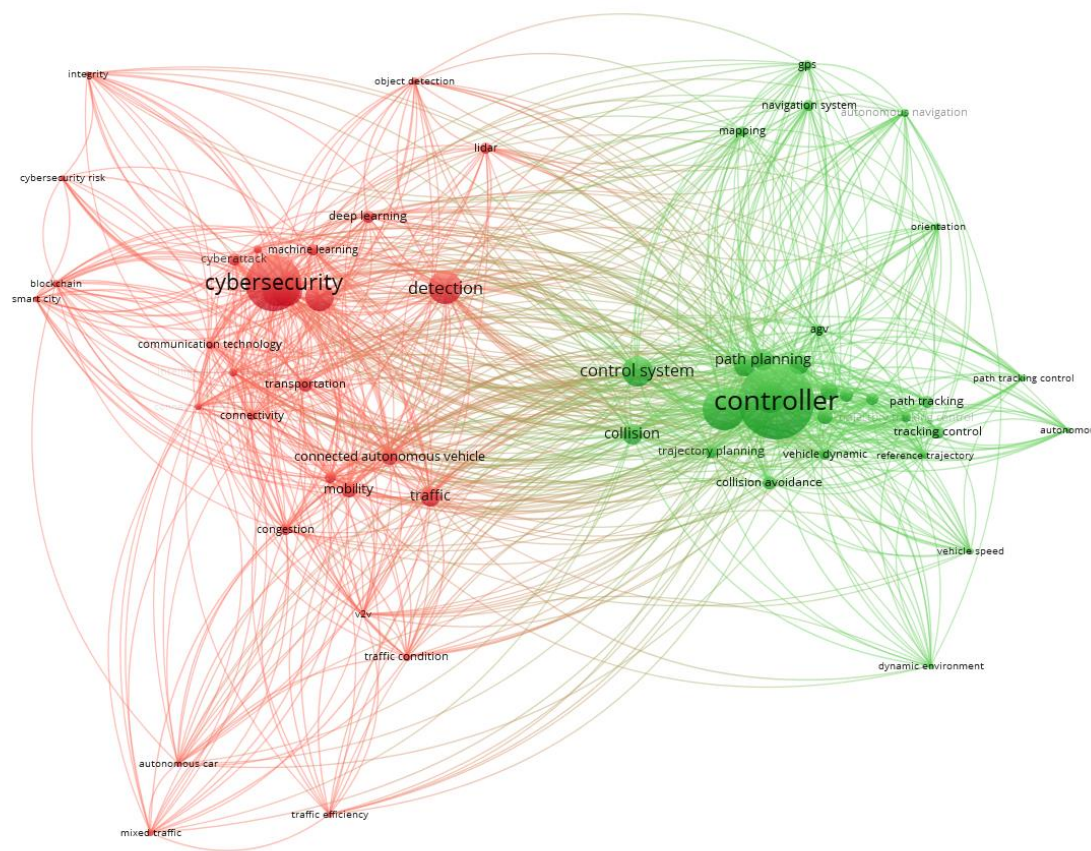 gps
integrity
object detection
navigation system
autonomous navigation
mapping
lidar
cybersecurity risk
deep learning
orientation
machine learning
cyberattack
blockchain
cybersecurity
detection
smart city
agv
communication technology
path planning
control system
path tracking control
transportation
controller
path tracking
connectivity
collision
tracking control
autonomo
trajectory planning
vehicle dynamic
reference trajectory
connected autonomous vehicle
collision avoidance
mobility
traffic
congestion
vehicle speed
v2v
traffic condition
dynamic environment
autonomous car
traffic efficiency
mixed traffic